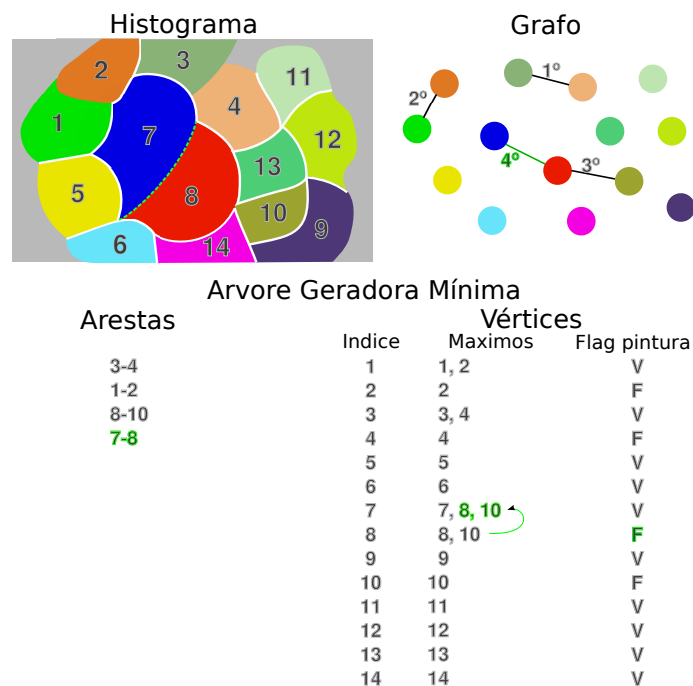 Histograma
Grafo
2
3
4
11
1
7
12
13
5
8
10
9
6
14
1º
2º
3º
4º
Arvore Geradora Mínima
Arestas
Vértices
Indice Maximos Flag pintura
3-4 1 1, 2 V
1-2 2 2 F
8-10 3 3, 4 V
7-8 4 4 F
5 5 V
6 6 V
7 7, 8, 10 V
8 8, 10 F
9 9 V
10 10 F
11 11 V
12 12 V
13 13 V
14 14 V